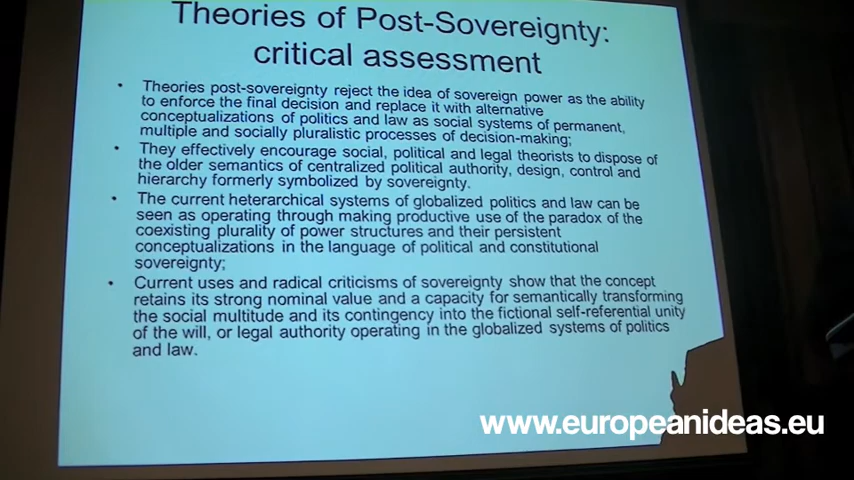 Theories of Post-Sovereignty:
critical assessment
• Theories post-sovereignty reject the idea of sovereign power as the ability
to enforce the final decision and replace it with alternative
conceptualizations of politics and law as social systems of permanent,
multiple and socially pluralistic processes of decision-making;
• They effectively encourage social, political and legal theorists to dispose of
the older semantics of centralized political authority, design, control and
hierarchy formerly symbolized by sovereignty.
• The current heterarchical systems of globalized politics and law can be
seen as operating through making productive use of the paradox of the
coexisting plurality of power structures and their persistent
conceptualizations in the language of political and constitutional
sovereignty;
• Current uses and radical criticisms of sovereignty show that the concept
retains its strong nominal value and a capacity for semantically transforming
the social multitude and its contingency into the fictional self-referential unity
of the will, or legal authority operating in the globalized systems of politics
and law.
www.europeanideas.eu